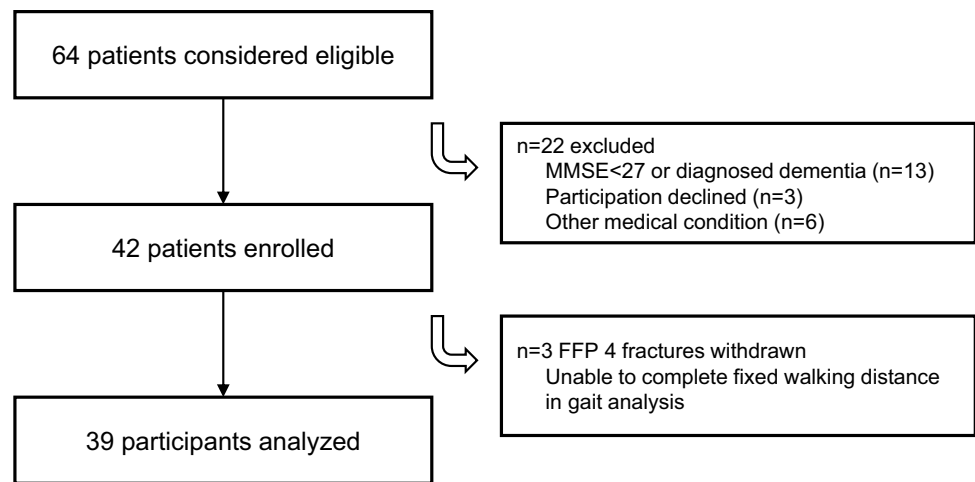 64 patients considered eligible
n=22 excluded
MMSE<27 or diagnosed dementia (n=13)
Participation declined (n=3)
Other medical condition (n=6)
42 patients enrolled
n=3 FFP 4 fractures withdrawn
Unable to complete fixed walking distance
in gait analysis
39 participants analyzed